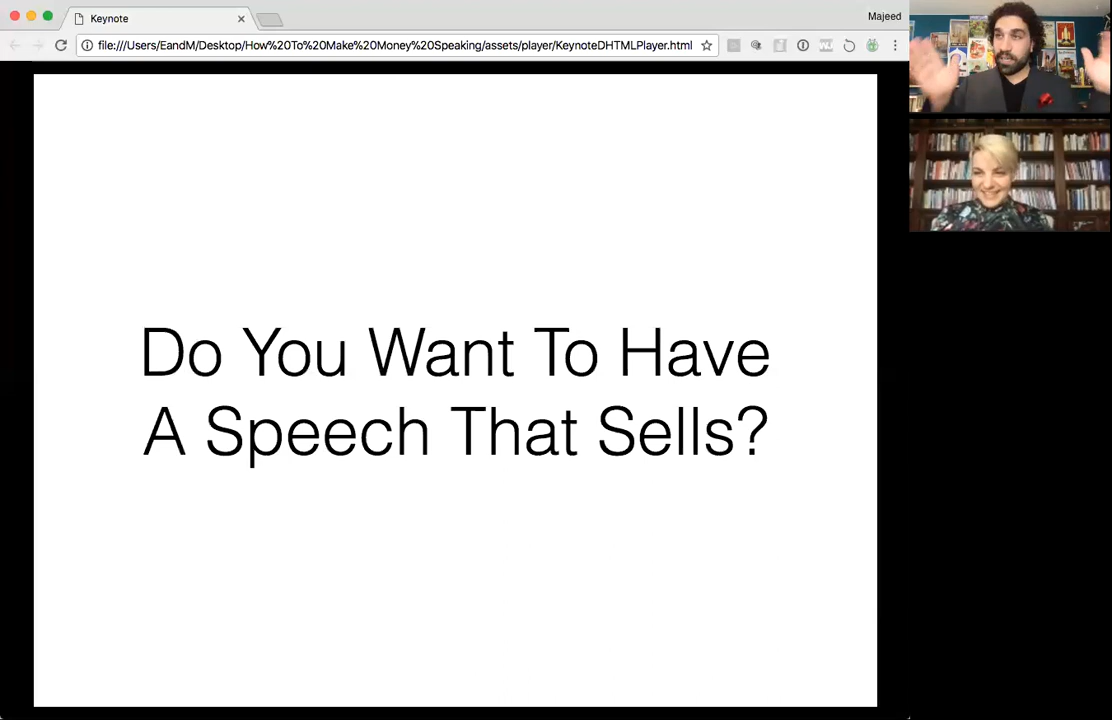 Keynote
Majeed
file:///Users/EandM/Desktop/How%20To%20Make%20Money%20Speaking/assets/player/KeynoteDHTMLPlayer.html
Do You Want To Have
A Speech That Sells?